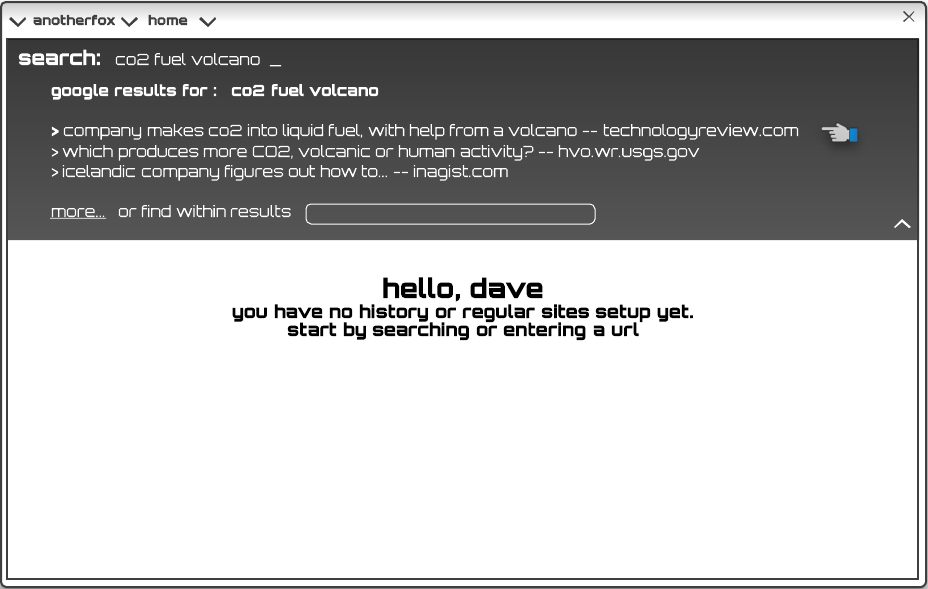 anotherfox home
search: co2 fuel volcano _
google results for : co2 fuel volcano
> company makes co2 into liquid fuel, with help from a volcano -- technologyreview.com
> which produces more CO2, volcanic or human activity? -- hvo.wr.usgs.gov
> icelandic company figures out how to... -- inagist.com
more... or find within results
hello, dave
you have no history or regular sites setup yet.
start by searching or entering a url